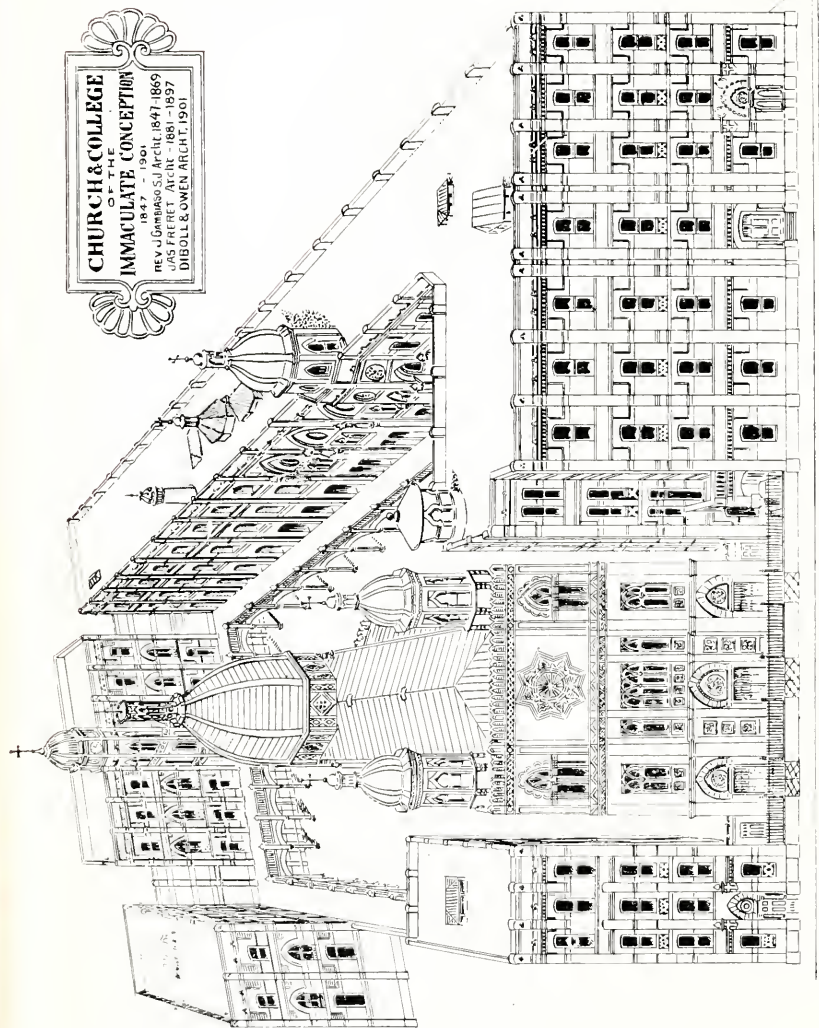 CHURCH & COLLEGE
OF THE
IMMACULATE CONCEPTION
1847 - 1901
REV J GAMBIASO S.J Archt. 1847-1869
JAS FRERET Archt - 1881 - 1897
DIBOLL & OWEN ARCHT. 1901